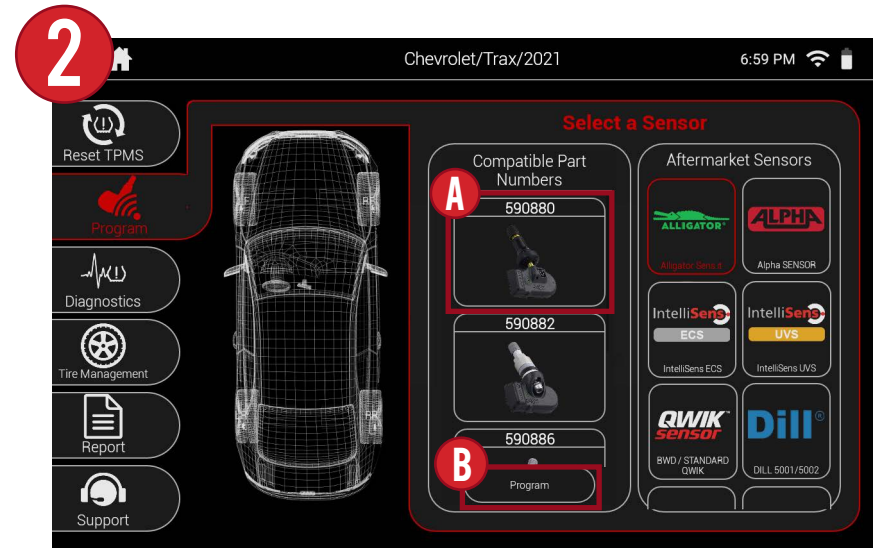 2
Chevrolet/Trax/2021
6:59 PM
Reset TPMS
Program
Diagnostics
Tire Management
Report
Support
Select a Sensor
Compatible Part
Numbers
A
590880
590882
590886
B
Program
Aftermarket Sensors
ALLIGATOR®
Alligator Sens.it
ALPHA
Alpha SENSOR
IntelliSens
ECS
IntelliSens ECS
IntelliSens
UVS
IntelliSens UVS
QWIK™
sensor
BWD / STANDARD
QWIK
Dill®
DILL 5001/5002